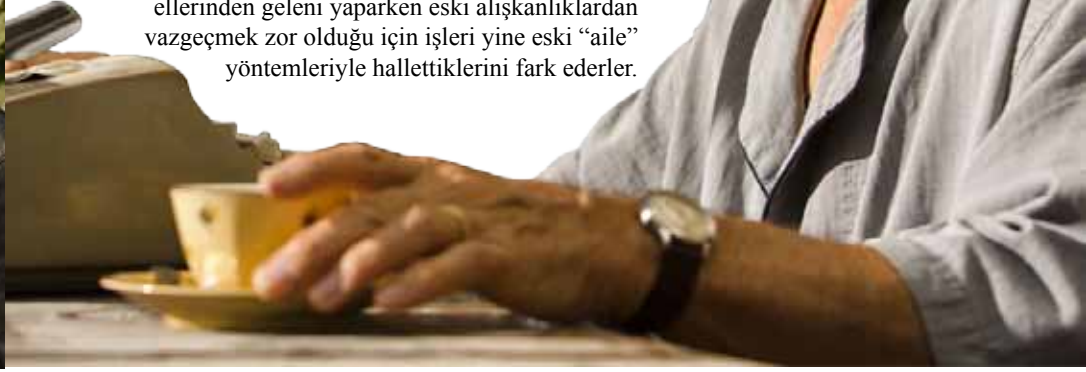 ellerinden geleni yaparken eski alışkanlıklardan
vazgeçmek zor olduğu için işleri yine eski “aile”
yöntemleriyle hallettiklerini fark ederler.